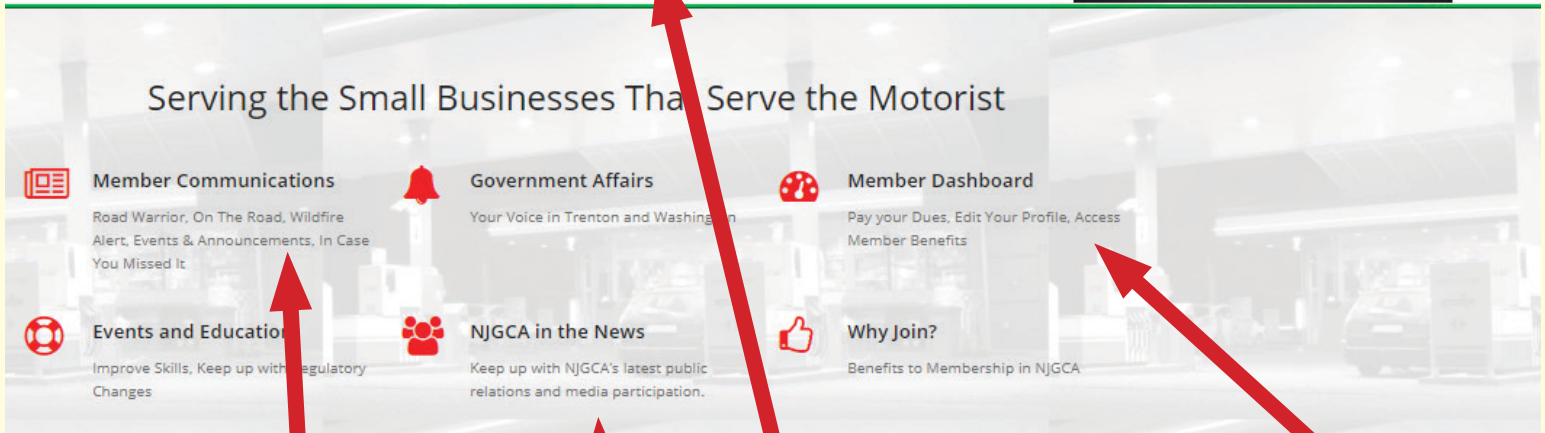 Serving the Small Businesses That Serve the Motorist
Member Communications
Road Warrior, On The Road, Wildfire
Alert, Events & Announcements, In Case
You Missed It
Government Affairs
Your Voice in Trenton and Washington
Member Dashboard
Pay your Dues, Edit Your Profile, Access
Member Benefits
Events and Education
Improve Skills, Keep up with Regulatory
Changes
NJGCA in the News
Keep up with NJGCA's latest public
relations and media participation.
Why Join?
Benefits to Membership in NJGCA